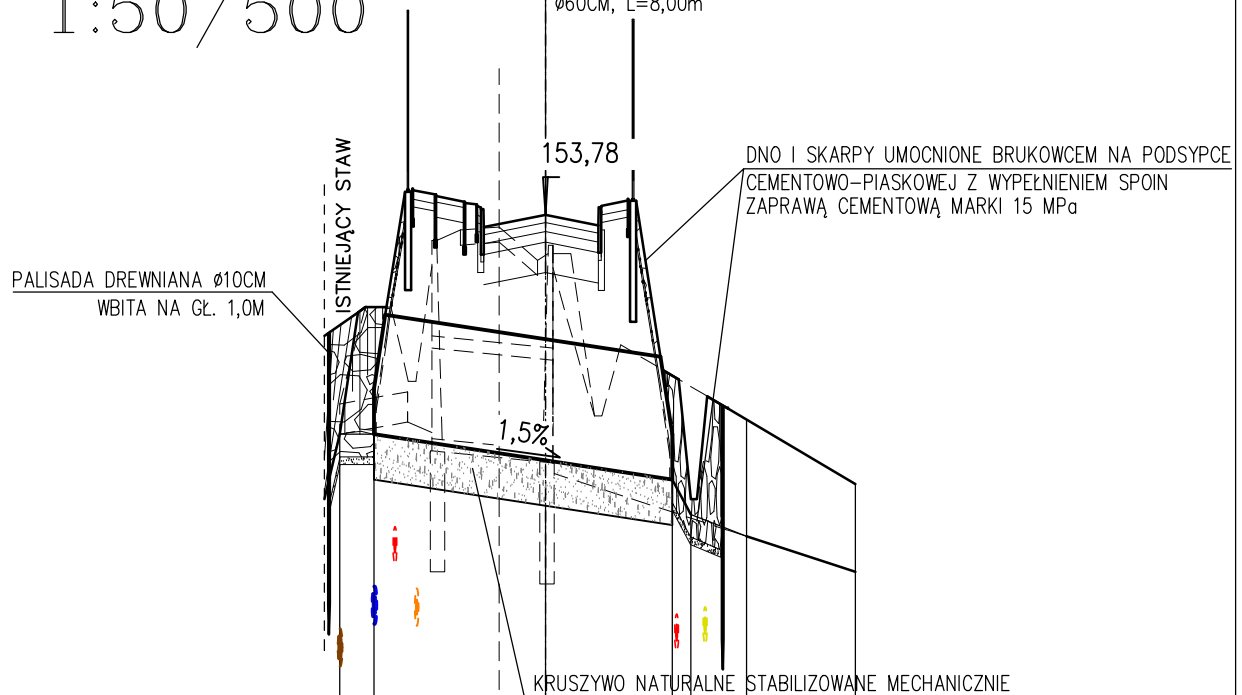 1:50/500
ø60CM, L=8,00m
153,78
ISTNIEJĄCY STAW
DNO I SKARPY UMOCNIONE BRUKOWCEM NA PODSYPCE
CEMENTOWO-PIASKOWEJ Z WYPEŁNIENIEM SPOIN
ZAPRAWĄ CEMENTOWĄ MARKI 15 MPa
PALISADA DREWNIANA ø10CM
WBITA NA GŁ. 1,0M
1,5%
KRUSZYWO NATURALNE STABILIZOWANE MECHANICZNIE